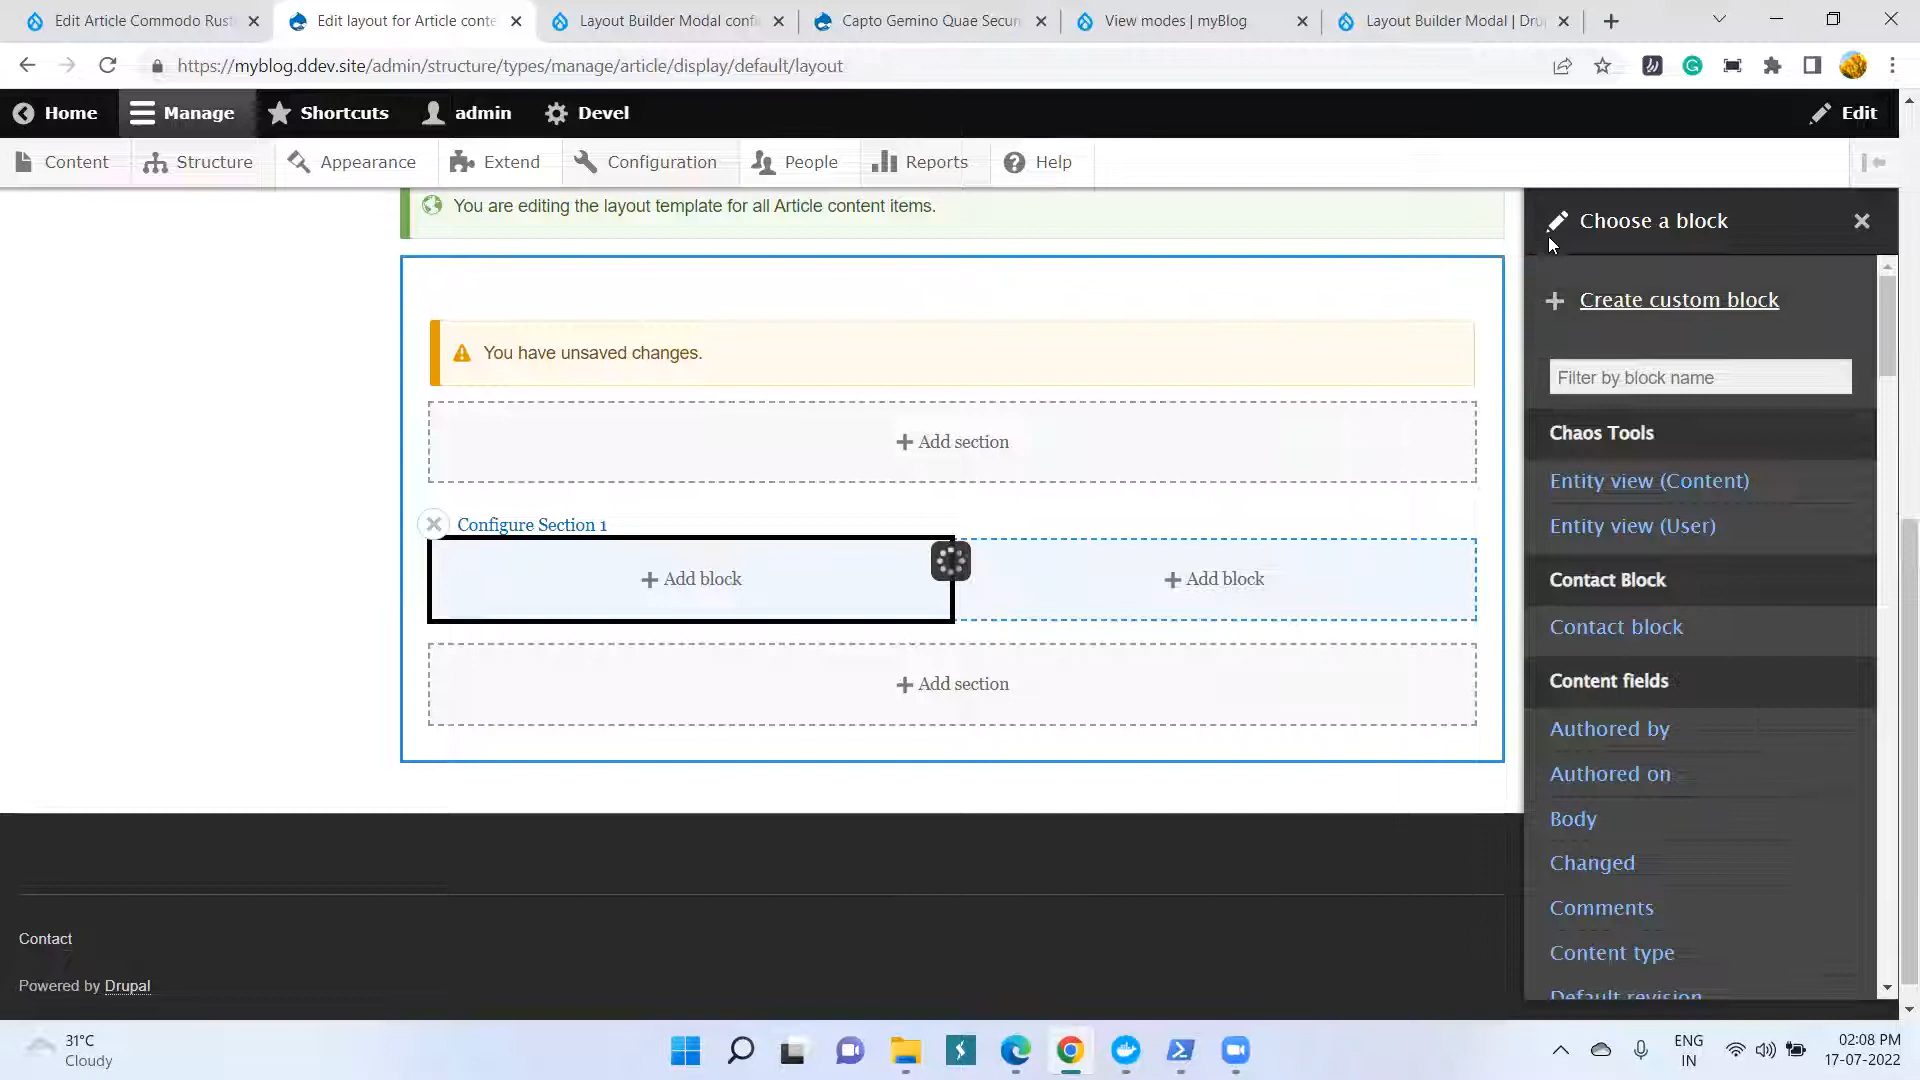 Edit Article Commodo Rust
Edit layout for Article conte
Layout Builder Modal confi
Capto Gemino Quae Secun
View modes | myBlog
Layout Builder Modal | Dru
https://myblog.ddev.site/admin/structure/types/manage/article/display/default/layout
Home
Manage
Shortcuts
admin
Devel
Edit
Content
Structure
Appearance
Extend
Configuration
People
Reports
Help
You are editing the layout template for all Article content items.
You have unsaved changes.
+ Add section
Configure Section 1
+ Add block
+ Add block
+ Add section
Choose a block
Create custom block
Filter by block name
Chaos Tools
Entity view (Content)
Entity view (User)
Contact Block
Contact block
Content fields
Authored by
Authored on
Body
Changed
Comments
Content type
Default revision
Contact
Powered by Drupal
31°C
Cloudy
ENG
IN
02:08 PM
17-07-2022